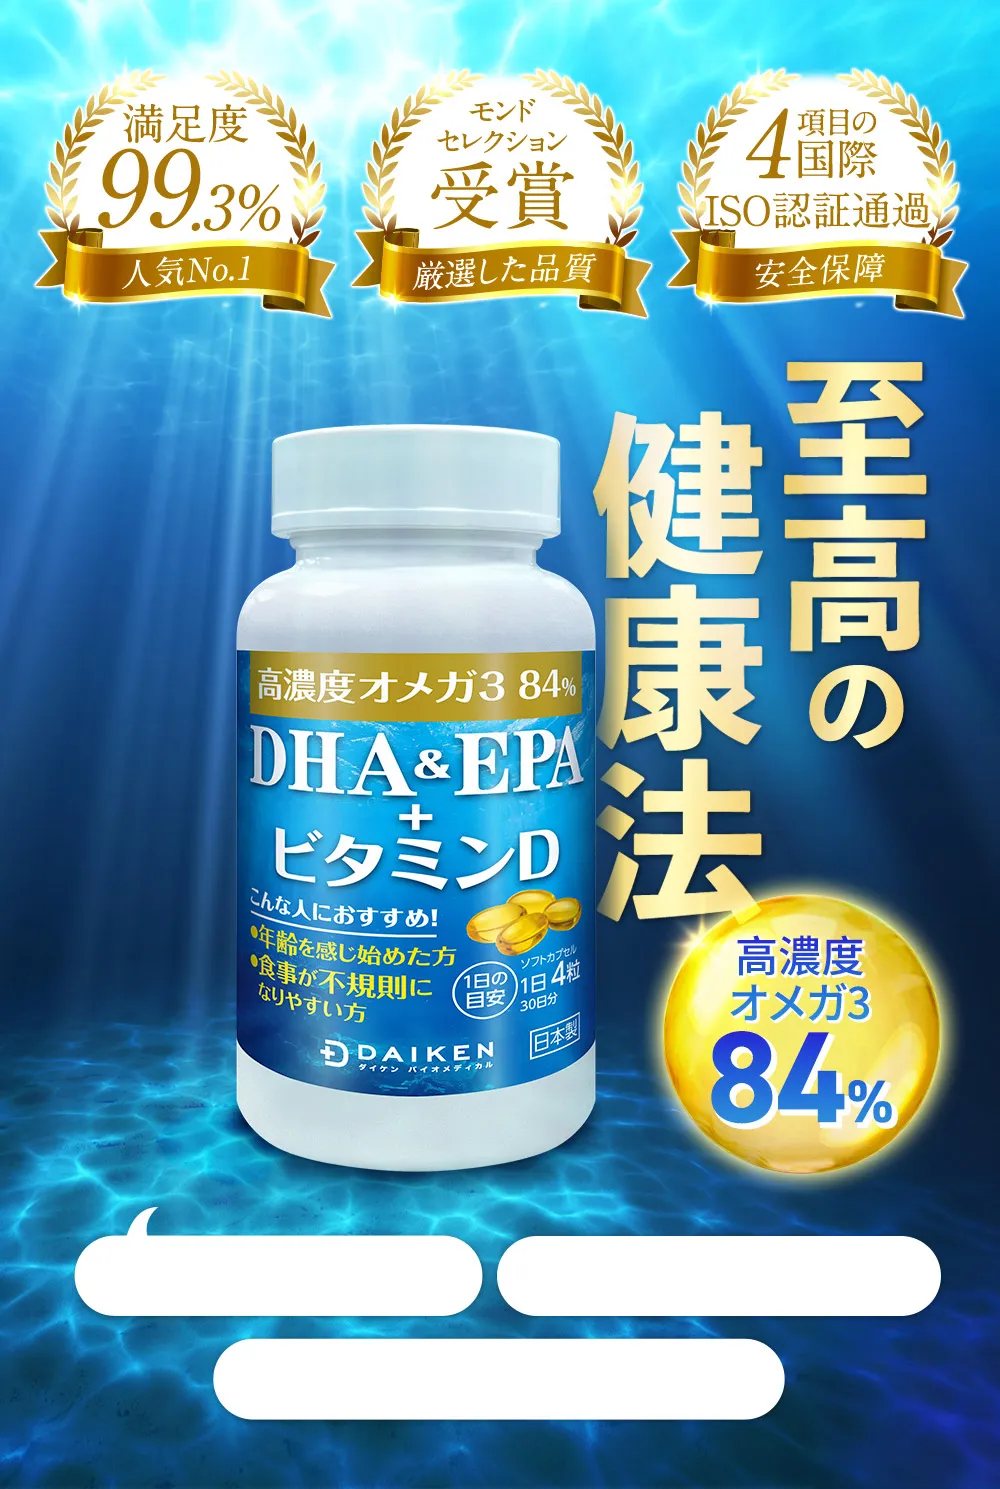 満足度
99.3%
人気No.1
モンド
セレクション
受賞
厳選した品質
4項目の
国際
ISO認証通過
安全保障
至高の
健康法
高濃度オメガ3 84%
DHA&EPA
+
ビタミンD
こんな人におすすめ!
•年齢を感じ始めた方
•食事が不規則に
なりやすい方
1日の
目安
ソフトカプセル
1日4粒
30日分
日本製
DAIKEN
ダイケン バイオメディカル
高濃度
オメガ3
84%